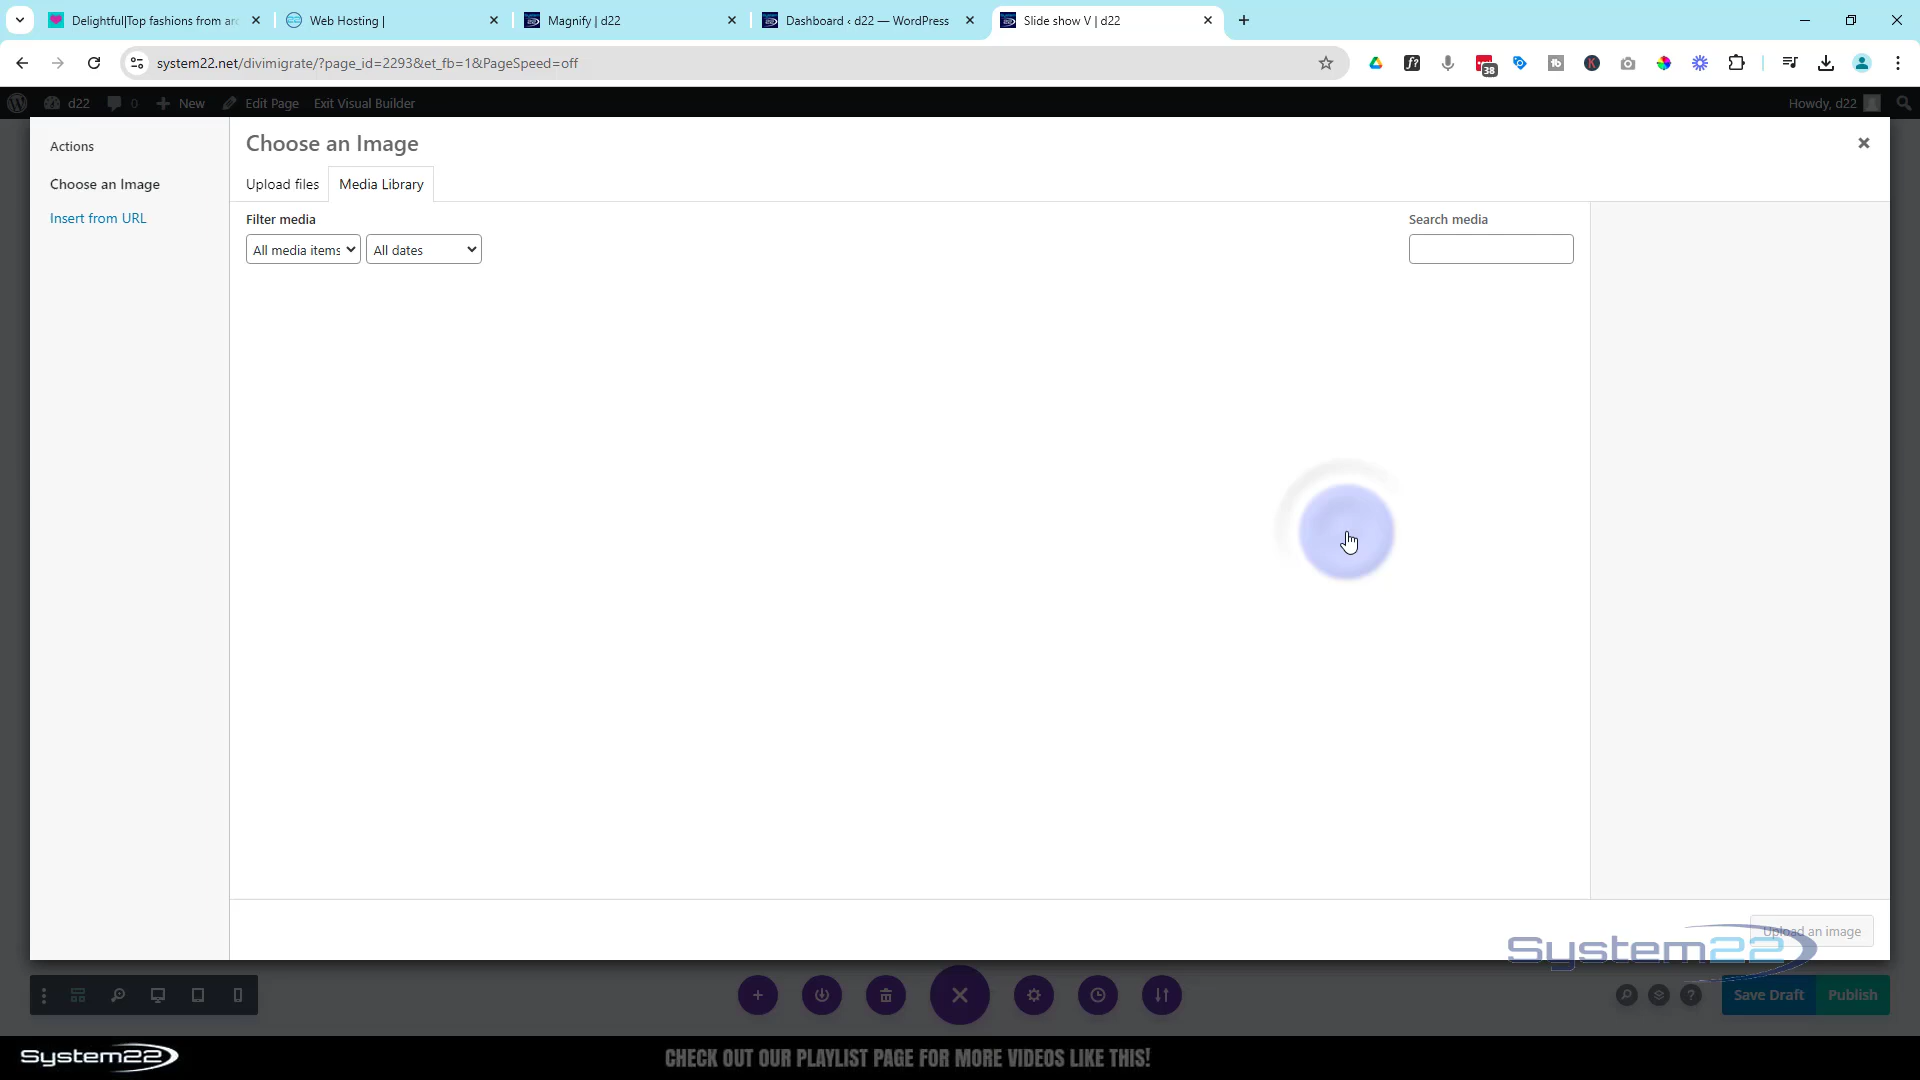 Delightful|Top fashions from ar
Web Hosting |
Magnify | d22
Dashboard ‹ d22 — WordPress
Slide show V | d22
system22.net/divimigrate/?page_id=2293&et_fb=1&PageSpeed=off
38
d22
0
New
Edit Page
Exit Visual Builder
Howdy, d22
Actions
Choose an Image
Insert from URL
Choose an Image
Upload files
Media Library
Filter media
All media items
All dates
Search media
Upload an image
System22
Save Draft
Publish
System22
CHECK OUT OUR PLAYLIST PAGE FOR MORE VIDEOS LIKE THIS!